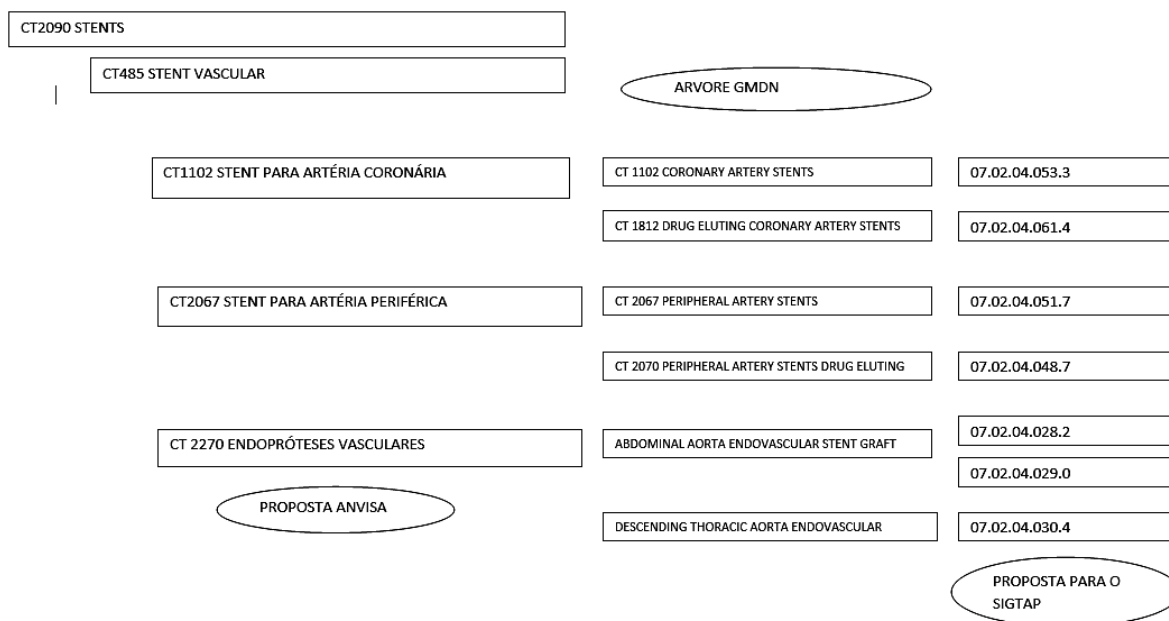 CT2090 STENTS
CT485 STENT VASCULAR
ARVORE GMDN
CT1102 STENT PARA ARTÉRIA CORONÁRIA
CT 1102 CORONARY ARTERY STENTS
07.02.04.053.3
CT 1812 DRUG ELUTING CORONARY ARTERY STENTS
07.02.04.061.4
CT2067 STENT PARA ARTÉRIA PERIFÉRICA
CT 2067 PERIPHERAL ARTERY STENTS
07.02.04.051.7
CT 2070 PERIPHERAL ARTERY STENTS DRUG ELUTING
07.02.04.048.7
CT 2270 ENDOPRÓTESES VASCULARES
ABDOMINAL AORTA ENDOVASCULAR STENT GRAFT
07.02.04.028.2
07.02.04.029.0
PROPOSTA ANVISA
DESCENDING THORACIC AORTA ENDOVASCULAR
07.02.04.030.4
PROPOSTA PARA O
SIGTAP